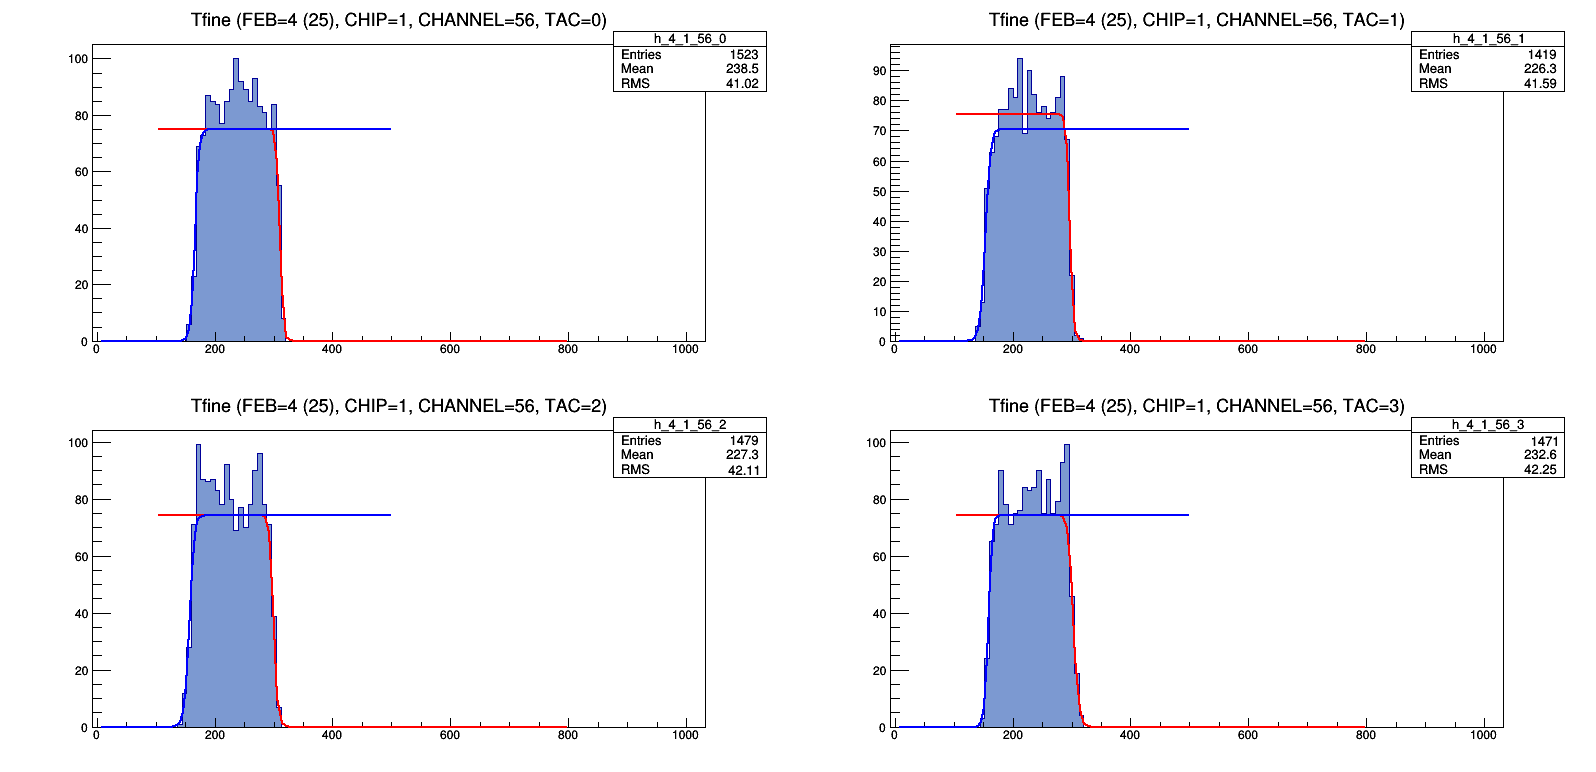 Tfine (FEB=4 (25), CHIP=1, CHANNEL=56, TAC=0)
h_4_1_56_0
Entries 1523
Mean 238.5
RMS 41.02
100
80
60
40
20
0
0 200 400 600 800 1000
Tfine (FEB=4 (25), CHIP=1, CHANNEL=56, TAC=1)
h_4_1_56_1
Entries 1419
Mean 226.3
RMS 41.59
90
80
70
60
50
40
30
20
10
0
0 200 400 600 800 1000
Tfine (FEB=4 (25), CHIP=1, CHANNEL=56, TAC=2)
h_4_1_56_2
Entries 1479
Mean 227.3
RMS 42.11
100
80
60
40
20
0
0 200 400 600 800 1000
Tfine (FEB=4 (25), CHIP=1, CHANNEL=56, TAC=3)
h_4_1_56_3
Entries 1471
Mean 232.6
RMS 42.25
100
80
60
40
20
0
0 200 400 600 800 1000